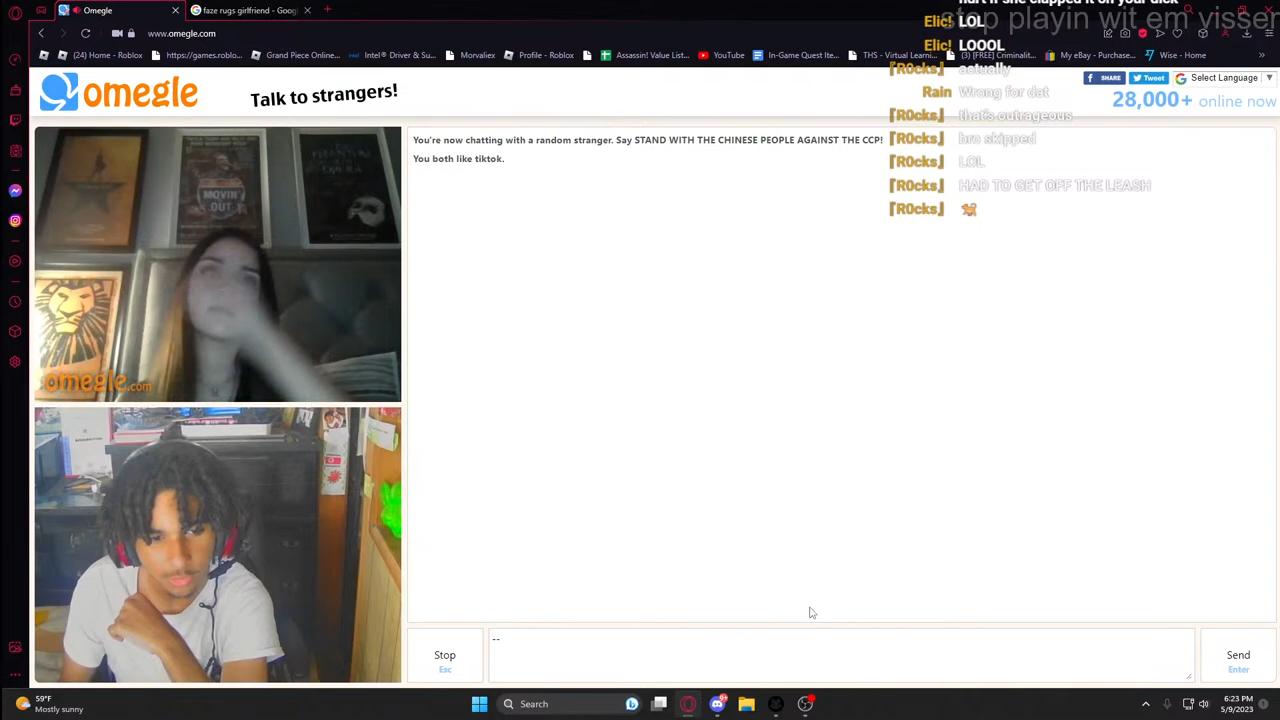 Omegle
faze rugs girlfriend - Goog
www.omegle.com
(24) Home - Roblox
https://games.roblo...
Grand Piece Onlin...
Intel® Driver & Su...
Morvaliex
Profile - Roblox
Assassin! Value List...
YouTube
In-Game Quest Ite...
THS - Virtual Learni...
(3) [FREE] Criminalit...
My eBay - Purchase...
Wise - Home
stop playin wit em visser
hurt if she clapped it on your dick
Elic! LOL
Elic! LOOOL
『R0cks』 actually
Rain Wrong for dat
『R0cks』 that's outrageous
『R0cks』 bro skipped
『R0cks』 LOL
『R0cks』 HAD TO GET OFF THE LEASH
『R0cks』 🐕
omegle
Talk to strangers!
SHARE
Tweet
Select Language
28,000+ online now
You're now chatting with a random stranger. Say STAND WITH THE CHINESE PEOPLE AGAINST THE CCP!
You both like tiktok.
MOVIN'
OUT
omegle.com
--
Stop
Esc
Send
Enter
59°F
Mostly sunny
Search
6:23 PM
5/9/2023